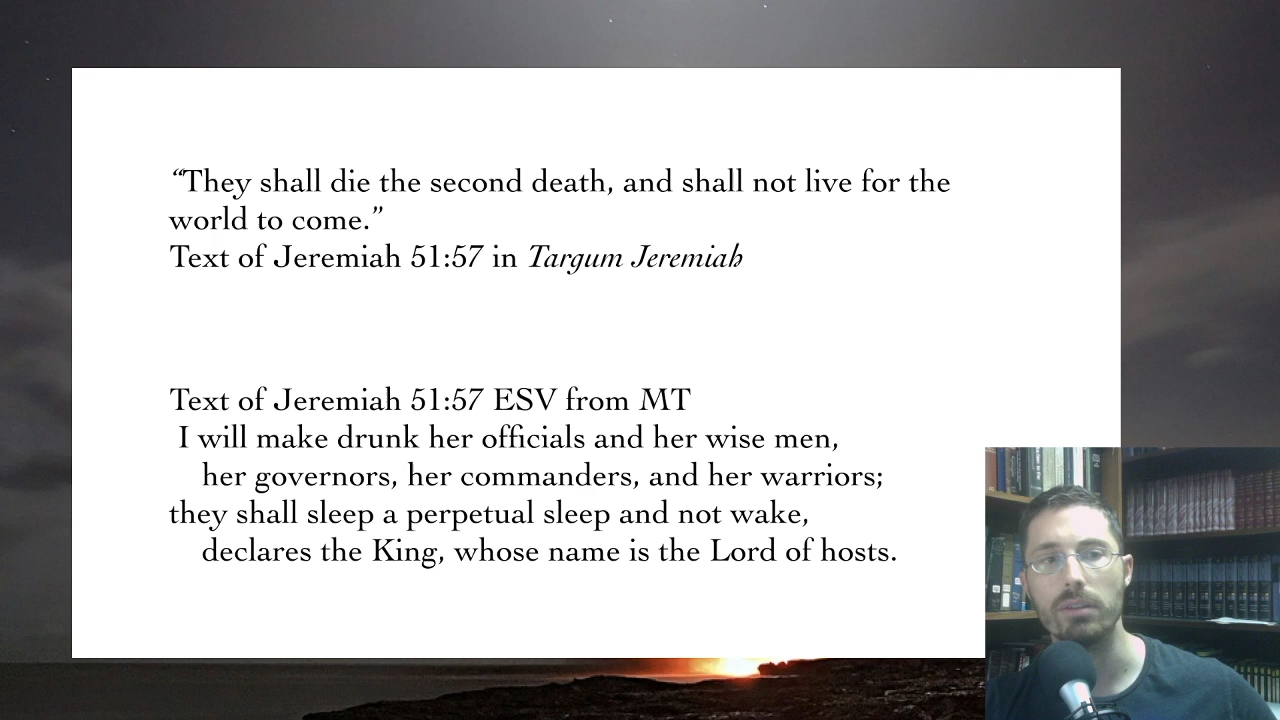 “They shall die the second death, and shall not live for the
world to come.”
Text of Jeremiah 51:57 in Targum Jeremiah
Text of Jeremiah 51:57 ESV from MT
I will make drunk her officials and her wise men,
her governors, her commanders, and her warriors;
they shall sleep a perpetual sleep and not wake,
declares the King, whose name is the Lord of hosts.